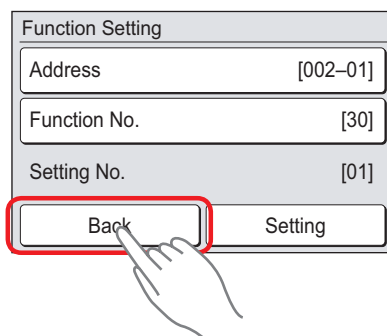 Function Setting
Address [002–01]
Function No. [30]
Setting No. [01]
Back Setting